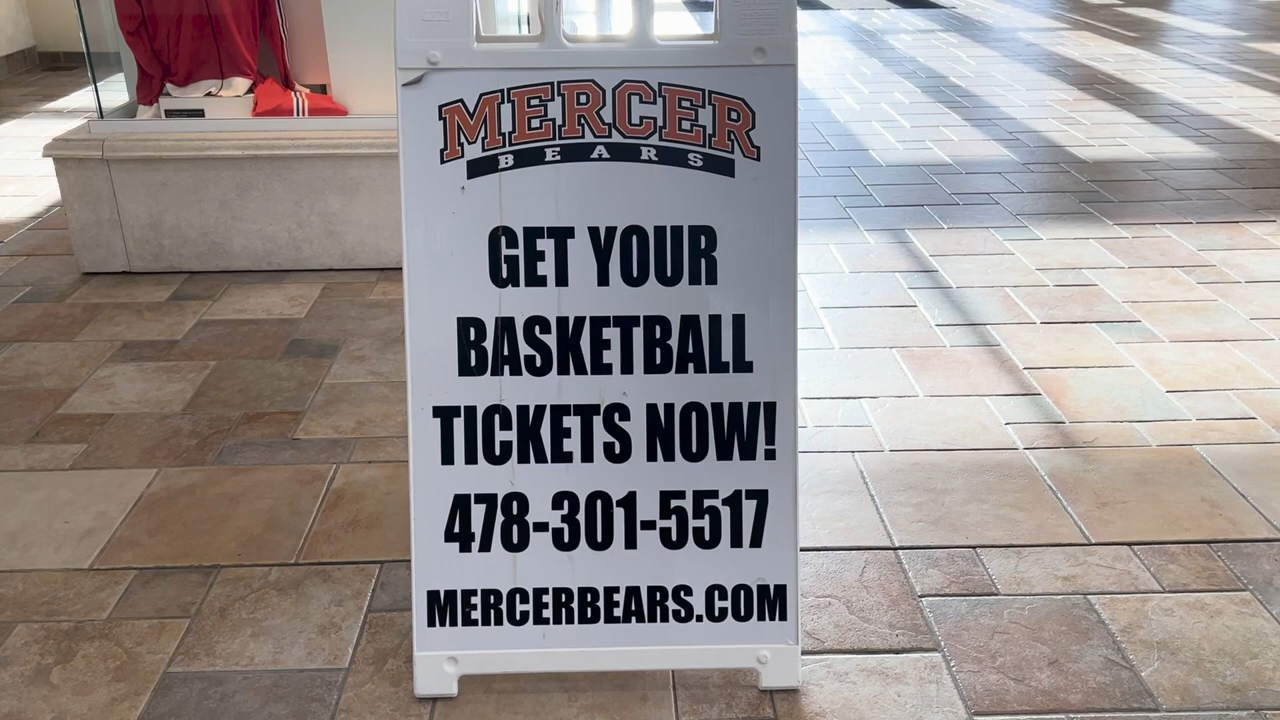 MERCER
BEARS
GET YOUR
BASKETBALL
TICKETS NOW!
478-301-5517
MERCERBEARS.COM